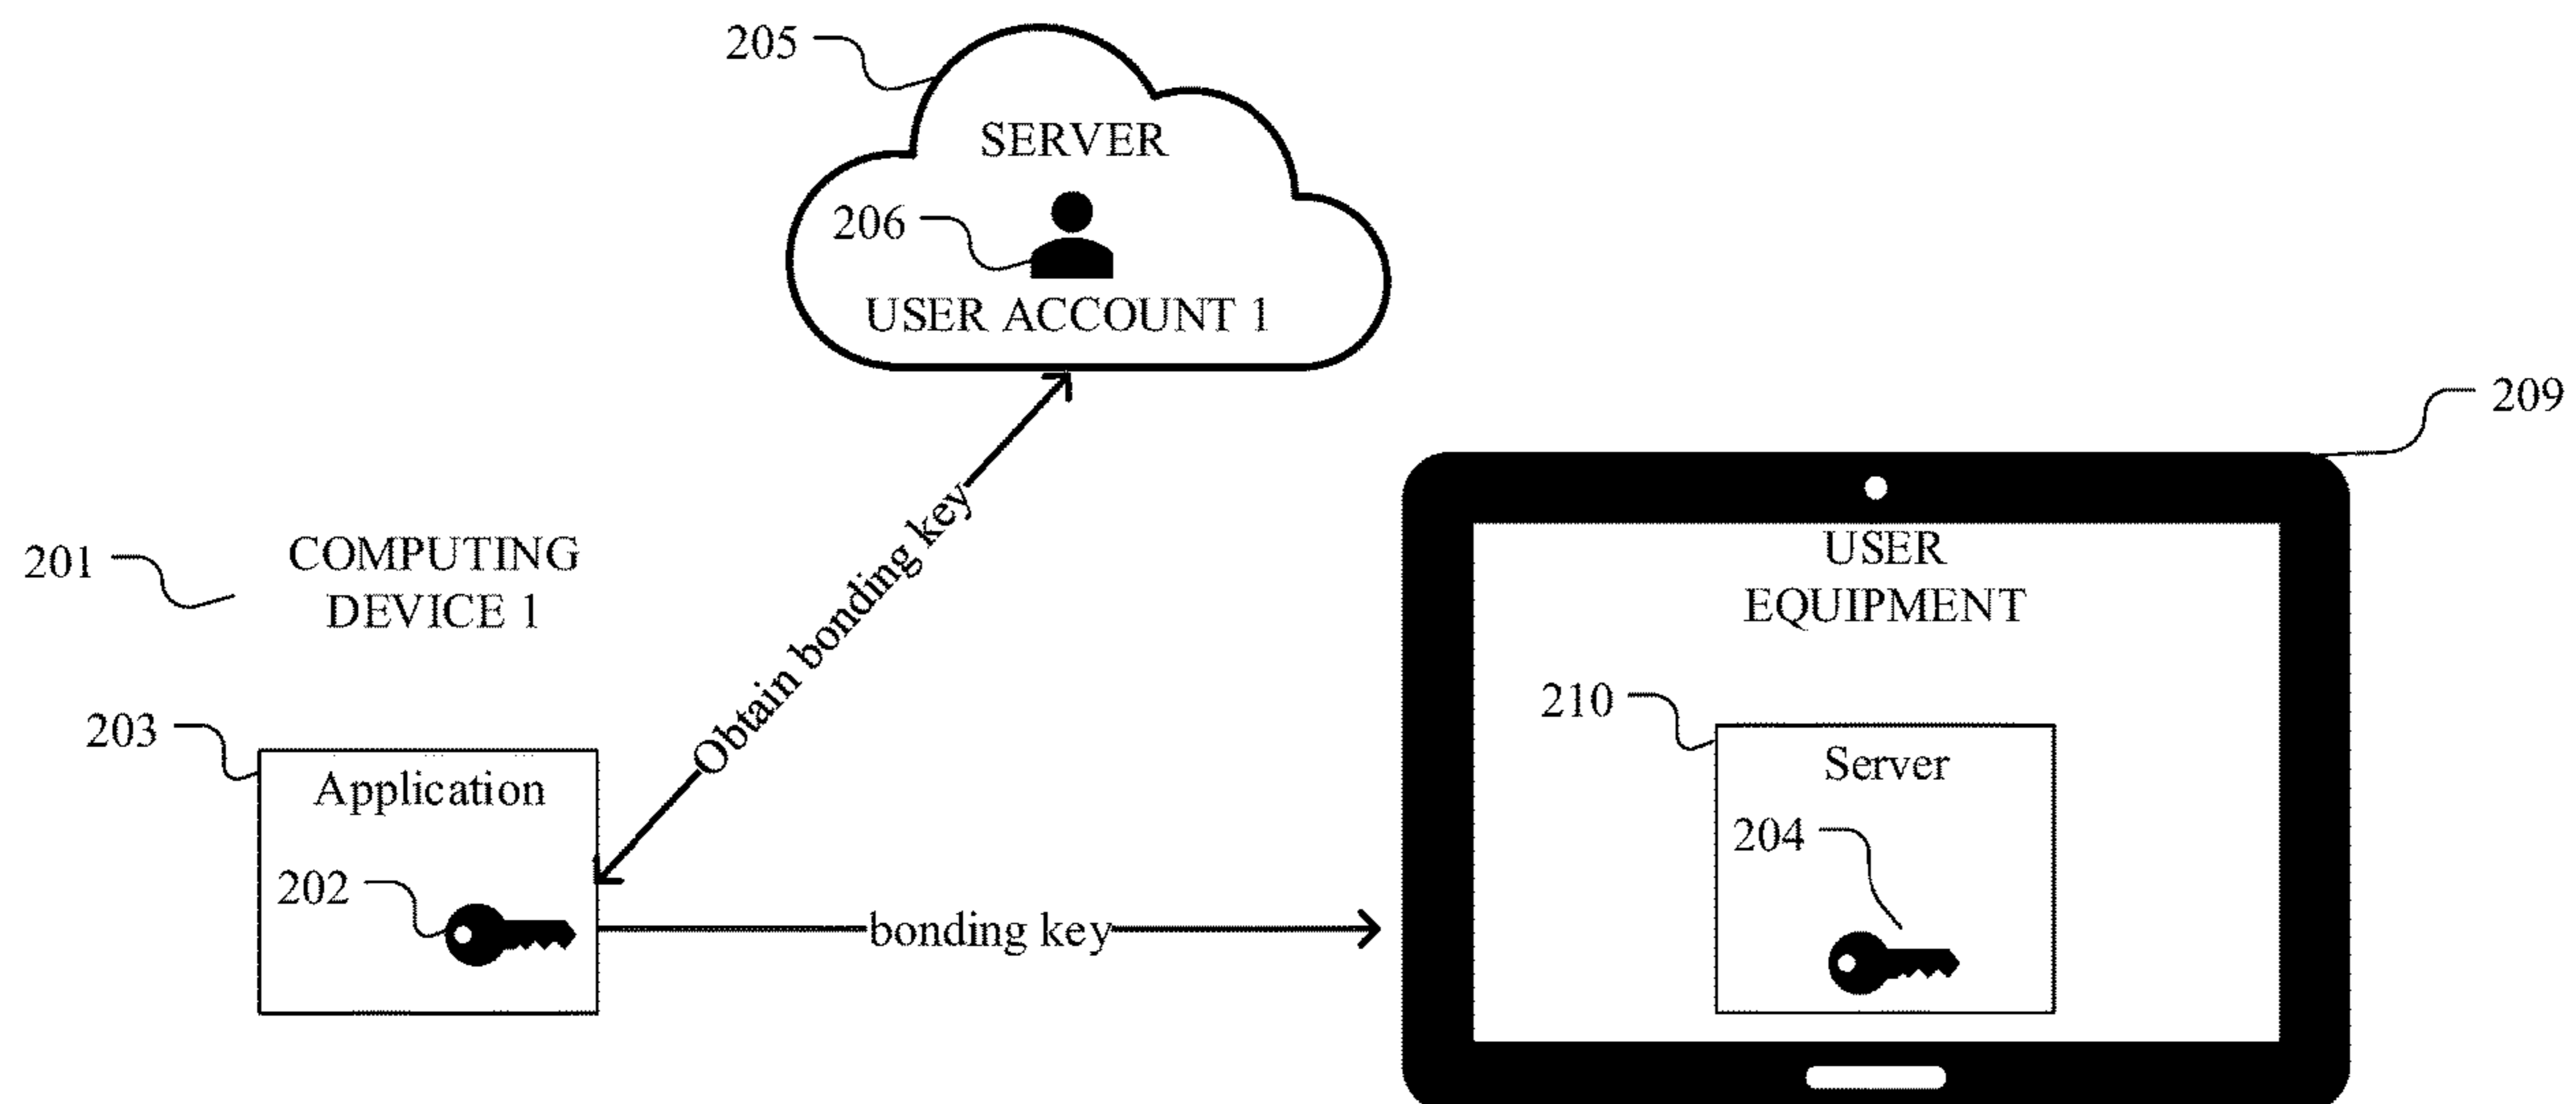 205
SERVER
206
USER ACCOUNT 1
209
Obtain bonding key
201
COMPUTING
DEVICE 1
USER
EQUIPMENT
203
Application
202
bonding key
210
Server
204